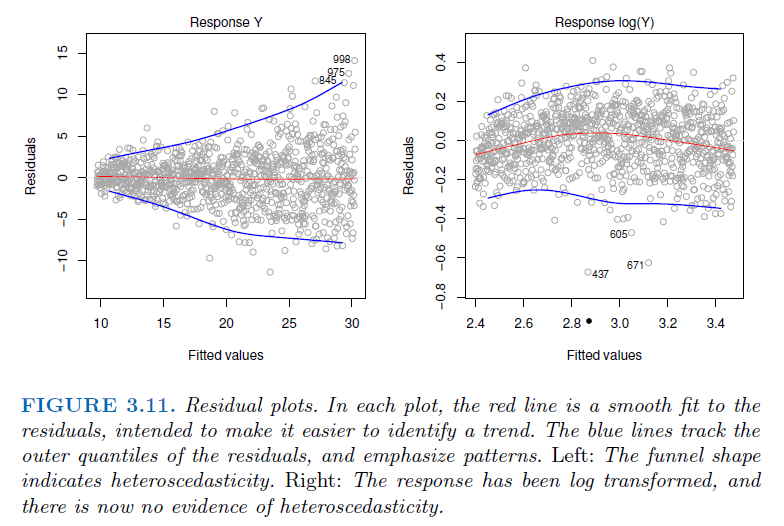 Response Y
Response log(Y)
998
975
845
15
10
5
0
−5
−10
Residuals
10 15 20 25 30
Fitted values
0.4
0.2
0.0
−0.2
−0.4
−0.6
−0.8
Residuals
605
671
437
2.4 2.6 2.8 3.0 3.2 3.4
Fitted values
FIGURE 3.11. Residual plots. In each plot, the red line is a smooth fit to the
residuals, intended to make it easier to identify a trend. The blue lines track the
outer quantiles of the residuals, and emphasize patterns. Left: The funnel shape
indicates heteroscedasticity. Right: The response has been log transformed, and
there is now no evidence of heteroscedasticity.